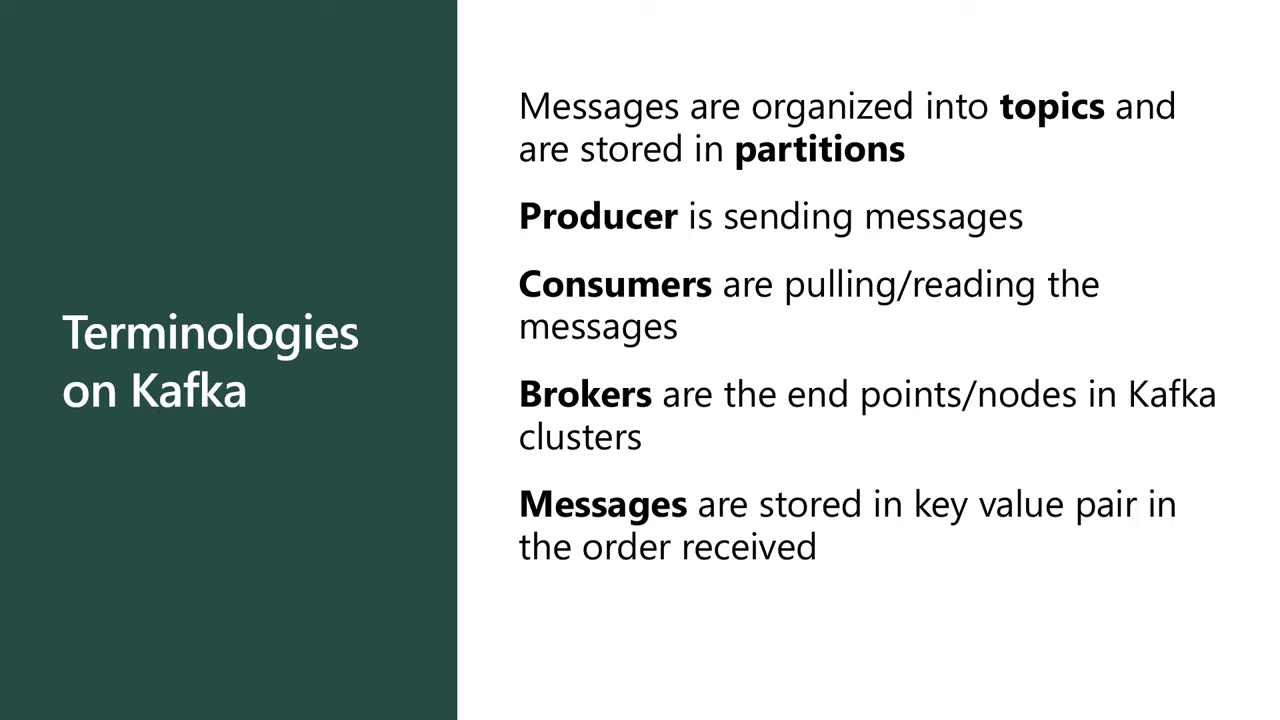 Terminologies
on Kafka
Messages are organized into topics and
are stored in partitions
Producer is sending messages
Consumers are pulling/reading the
messages
Brokers are the end points/nodes in Kafka
clusters
Messages are stored in key value pair in
the order received